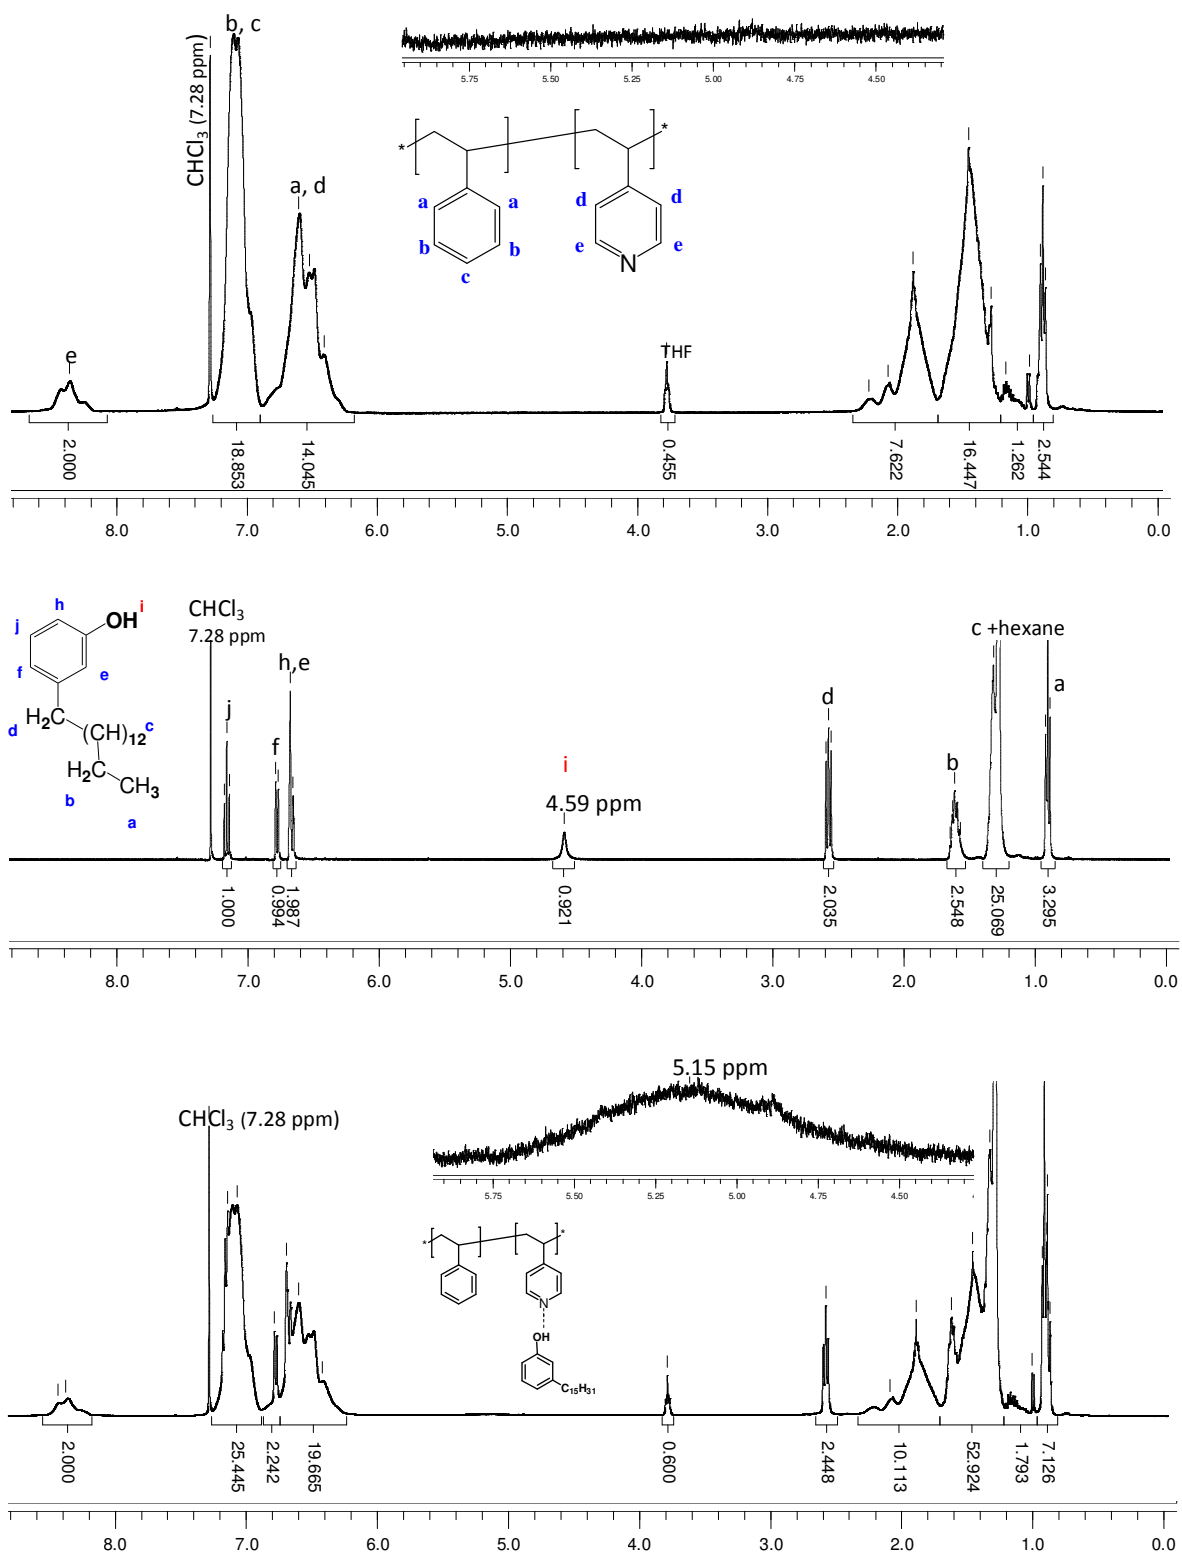 b, c
CHCl₃ (7.28 ppm)
5.75 5.50 5.25 5.00 4.75 4.50
* *
a, d
a a d d
b b e e
c N
e
THF
2.000 18.853 14.045 0.455 7.622 16.447 1.262 2.544
8.0 7.0 6.0 5.0 4.0 3.0 2.0 1.0 0.0
h OH i
j
f e
H₂C
d (CH)₁₂ c
H₂C
CH₃
b
a
CHCl₃
7.28 ppm
c +hexane
h,e
j
f
i
4.59 ppm
d
b
a
1.000 0.994 1.987 0.921 2.035 2.548 25.069 3.295
8.0 7.0 6.0 5.0 4.0 3.0 2.0 1.0 0.0
5.15 ppm
CHCl₃ (7.28 ppm)
5.75 5.50 5.25 5.00 4.75 4.50
* *
N
OH
C₁₅H₃₁
2.000 25.445 2.242 19.665 0.600 2.448 10.113 52.924 1.793 7.126
8.0 7.0 6.0 5.0 4.0 3.0 2.0 1.0 0.0